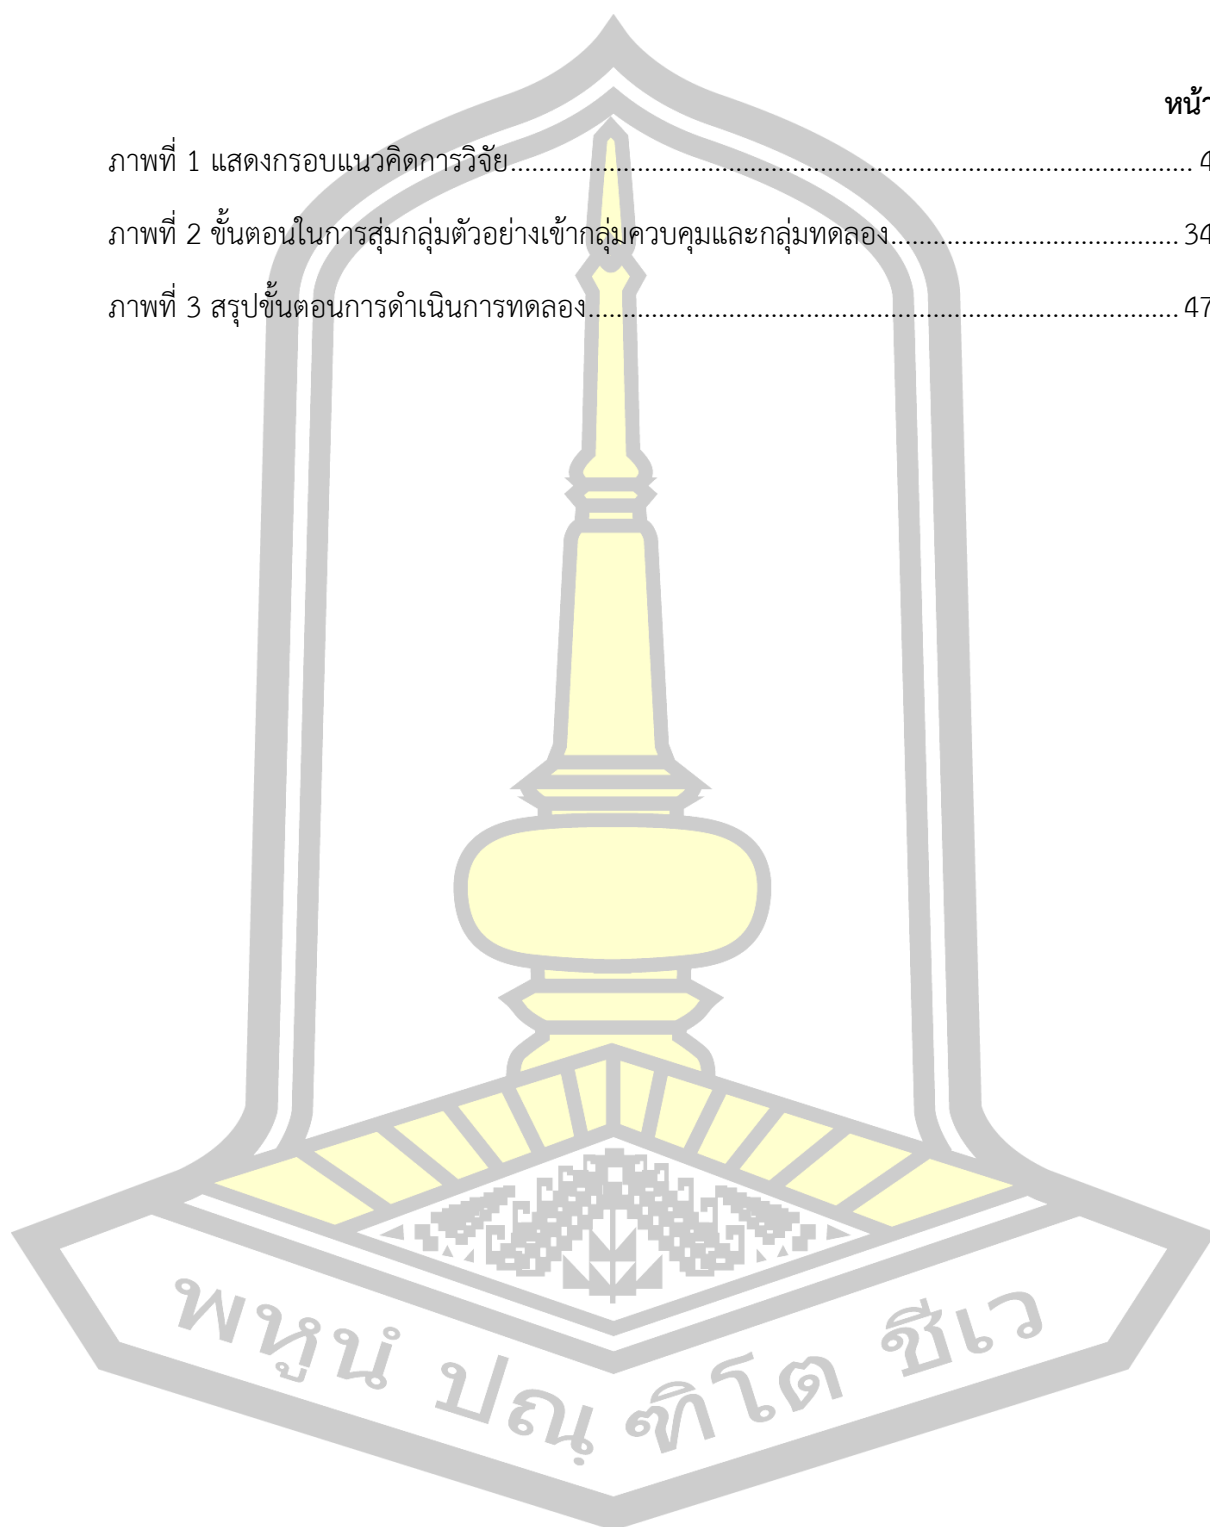 หน้า
ภาพที่ 1 แสดงกรอบแนวคิดการวิจัย................................................................................ 4
ภาพที่ 2 ขั้นตอนในการสุ่มกลุ่มตัวอย่างเข้ากลุ่มควบคุมและกลุ่มทดลอง.................................. 34
ภาพที่ 3 สรุปขั้นตอนการดำเนินการทดลอง...................................................................... 47
พหูนํ ปณฺฑิโต ชีเว